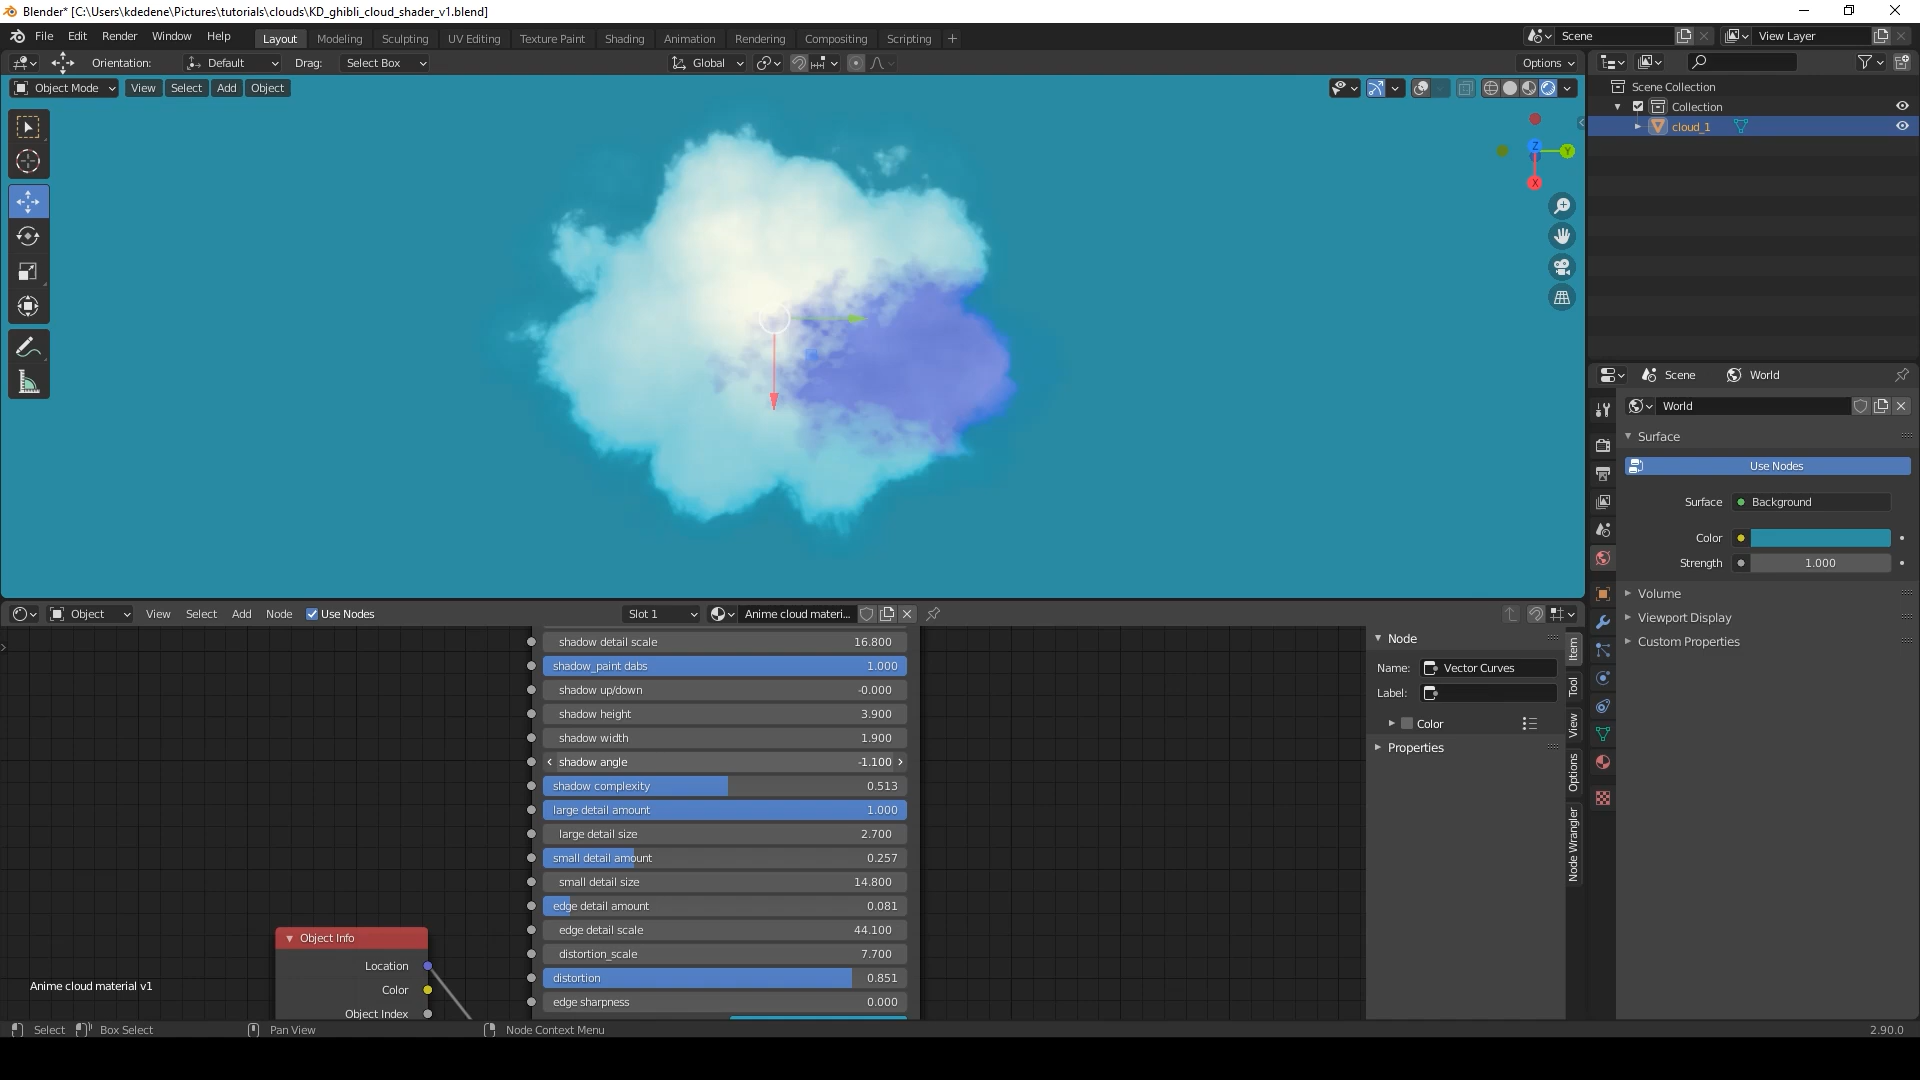 Blender* [C:\Users\kdedene\Pictures\tutorials\clouds\KD_ghibli_cloud_shader_v1.blend]
File Edit Render Window Help Layout Modeling Sculpting UV Editing Texture Paint Shading Animation Rendering Compositing Scripting + Scene View Layer
Orientation: Default Drag: Select Box Global Options
Object Mode View Select Add Object
Scene Collection
Collection
cloud_1
Z
Y
X
Scene World
World
Surface
Use Nodes
Surface Background
Color
Strength 1.000
Volume
Viewport Display
Custom Properties
Object View Select Add Node Use Nodes Slot 1 Anime cloud materi...
shadow detail scale 16.800
shadow_paint dabs 1.000
shadow up/down -0.000
shadow height 3.900
shadow width 1.900
shadow angle -1.100
shadow complexity 0.513
large detail amount 1.000
large detail size 2.700
small detail amount 0.257
small detail size 14.800
edge detail amount 0.081
edge detail scale 44.100
distortion_scale 7.700
distortion 0.851
edge sharpness 0.000
Object Info
Location
Color
Object Index
Anime cloud material v1
Node
Name: Vector Curves
Label:
Color
Properties
Item
Tool
View
Options
Node Wrangler
Select Box Select Pan View Node Context Menu 2.90.0